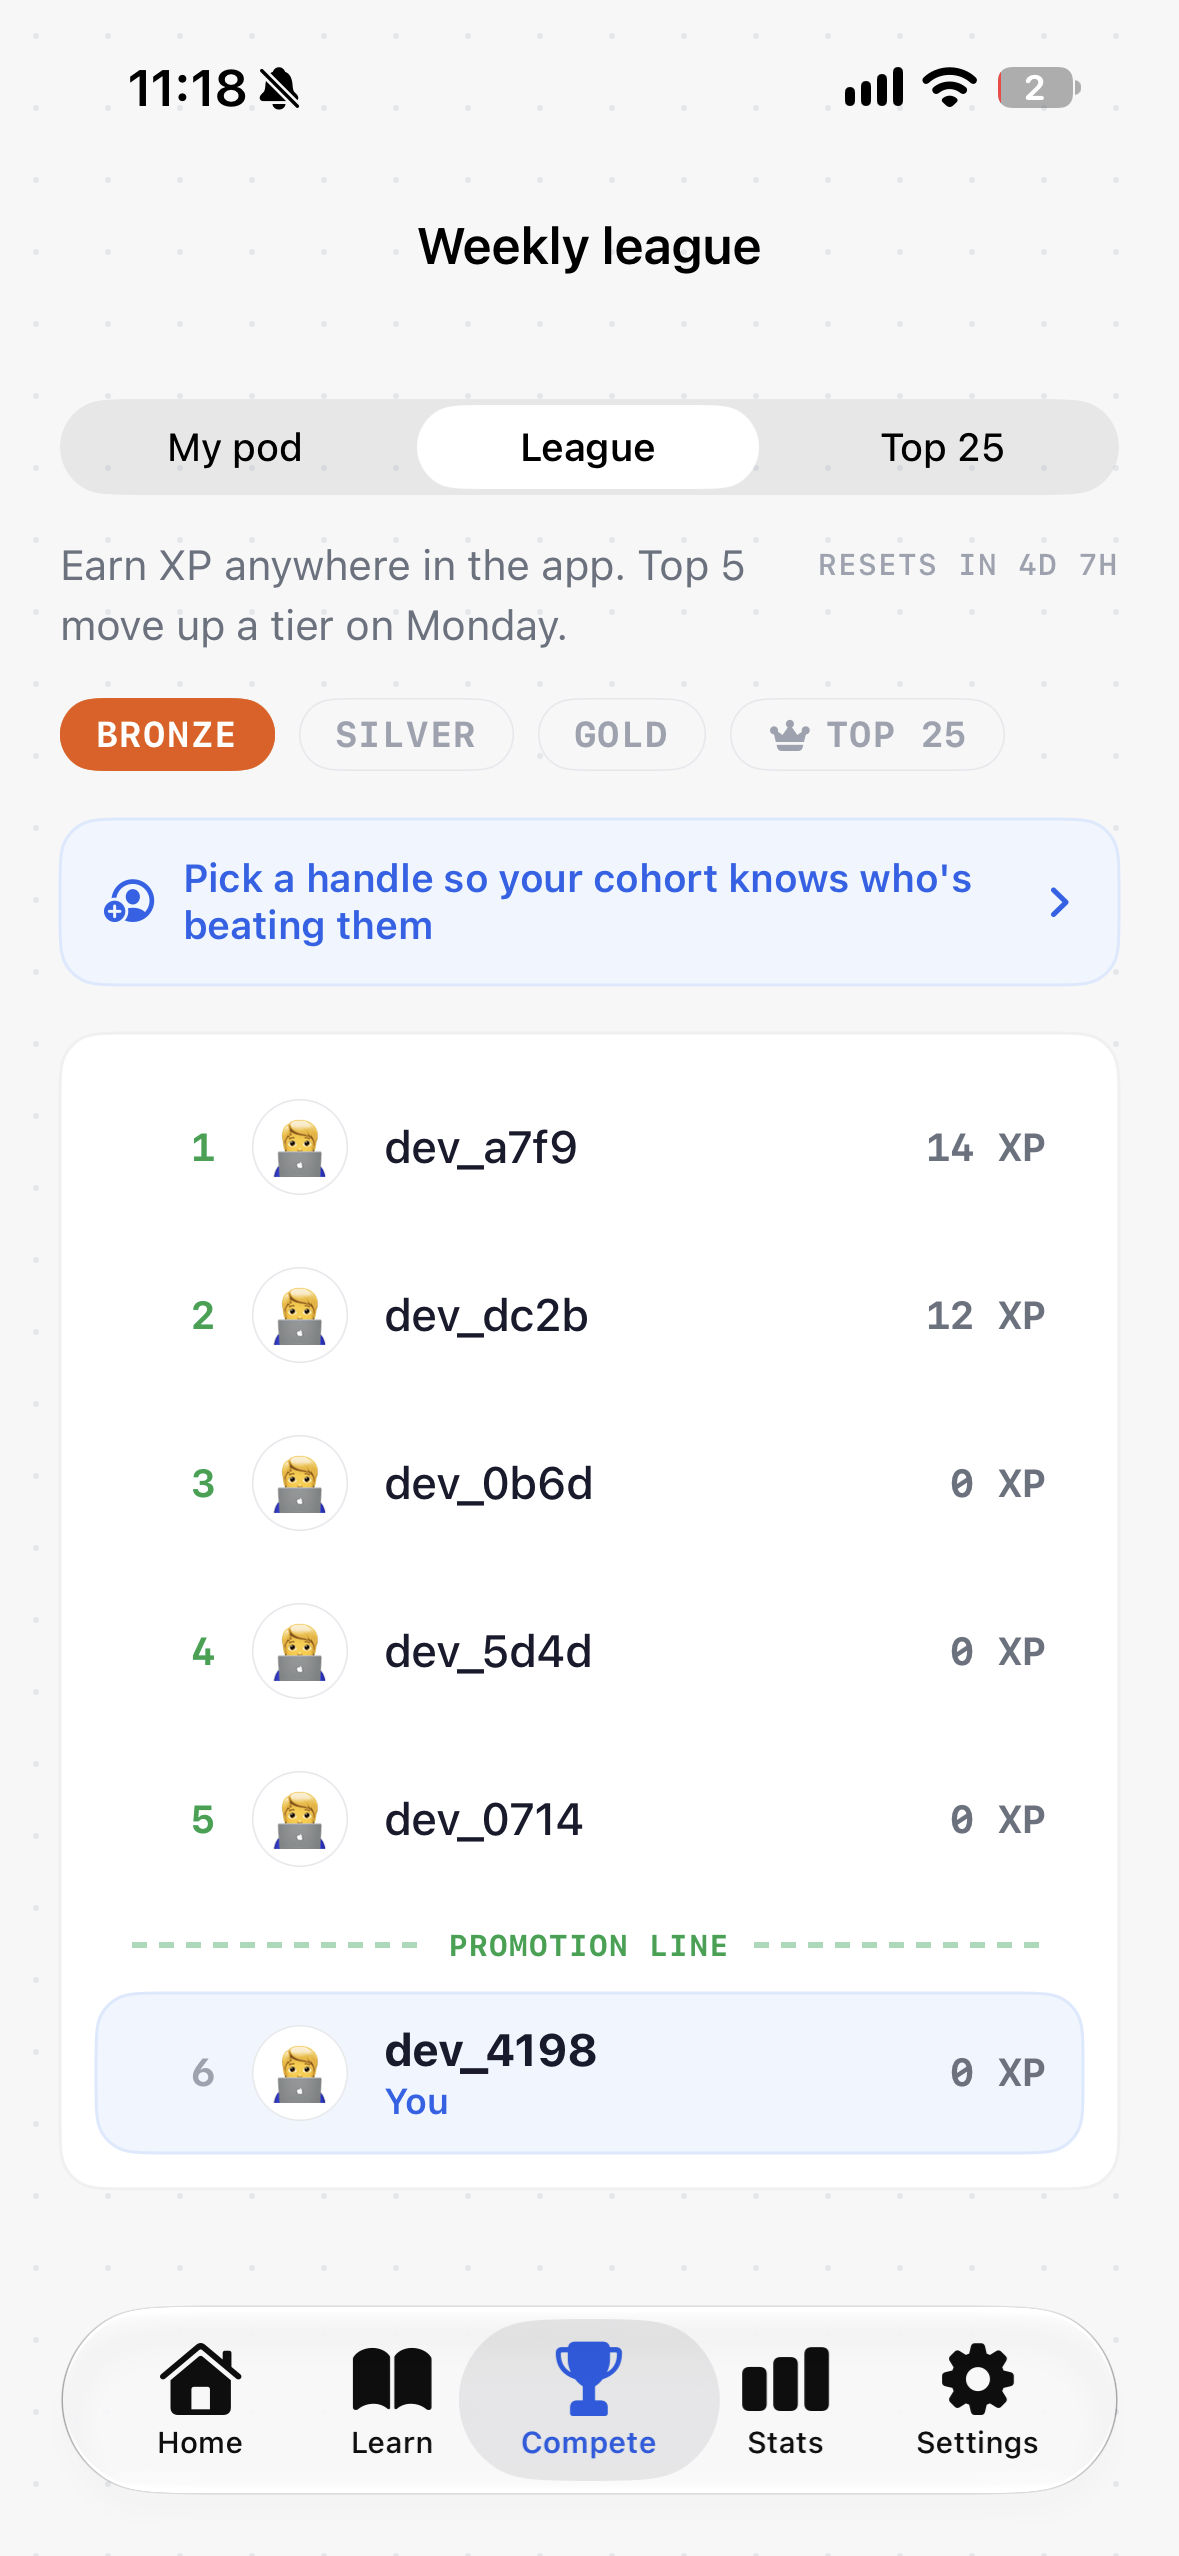 11:18
2
Weekly league
My pod
League
Top 25
Earn XP anywhere in the app. Top 5
move up a tier on Monday.
RESETS IN 4D 7H
BRONZE
SILVER
GOLD
TOP 25
Pick a handle so your cohort knows who's
beating them
1 dev_a7f9 14 XP
2 dev_dc2b 12 XP
3 dev_0b6d 0 XP
4 dev_5d4d 0 XP
5 dev_0714 0 XP
PROMOTION LINE
6 dev_4198 0 XP
You
Home
Learn
Compete
Stats
Settings